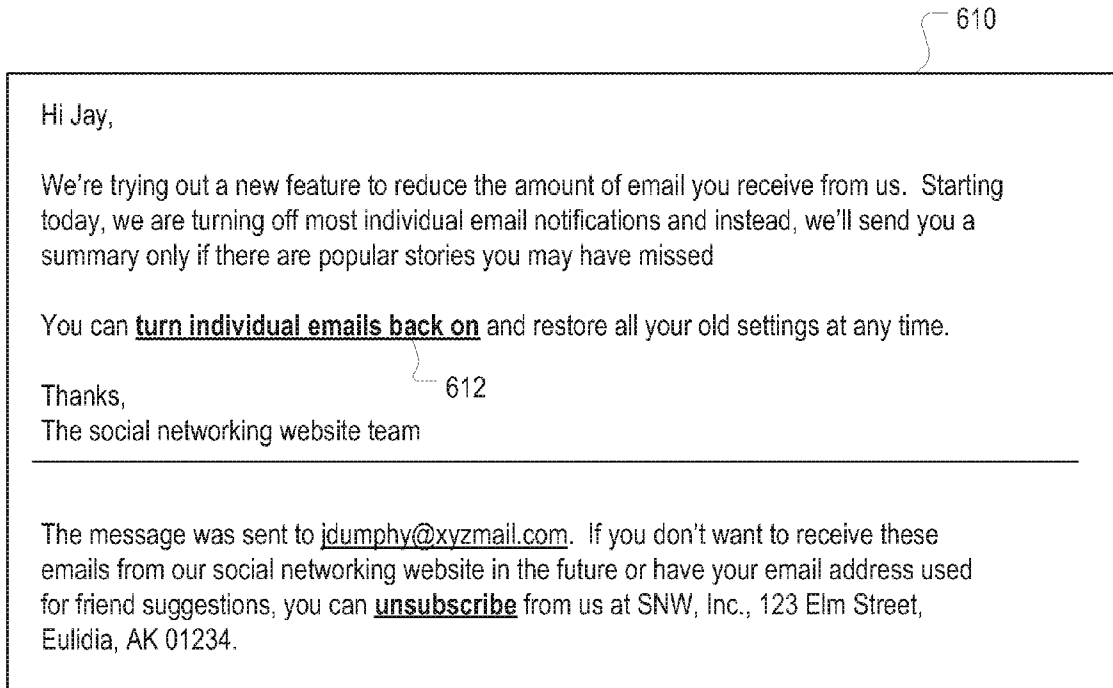 610
Hi Jay,
We're trying out a new feature to reduce the amount of email you receive from us. Starting
today, we are turning off most individual email notifications and instead, we'll send you a
summary only if there are popular stories you may have missed
You can turn individual emails back on and restore all your old settings at any time.
612
Thanks,
The social networking website team
The message was sent to jdumphy@xyzmail.com. If you don't want to receive these
emails from our social networking website in the future or have your email address used
for friend suggestions, you can unsubscribe from us at SNW, Inc., 123 Elm Street,
Eulidia, AK 01234.